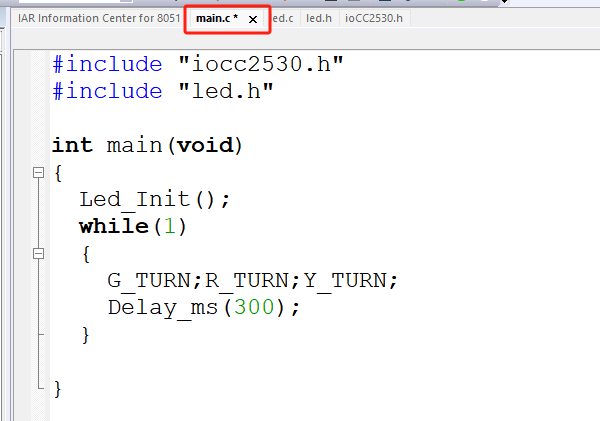 IAR Information Center for 8051 main.c * × led.c led.h ioCC2530.h
#include "iocc2530.h"
#include "led.h"
int main(void)
{
Led_Init();
while(1)
{
G_TURN;R_TURN;Y_TURN;
Delay_ms(300);
}
}